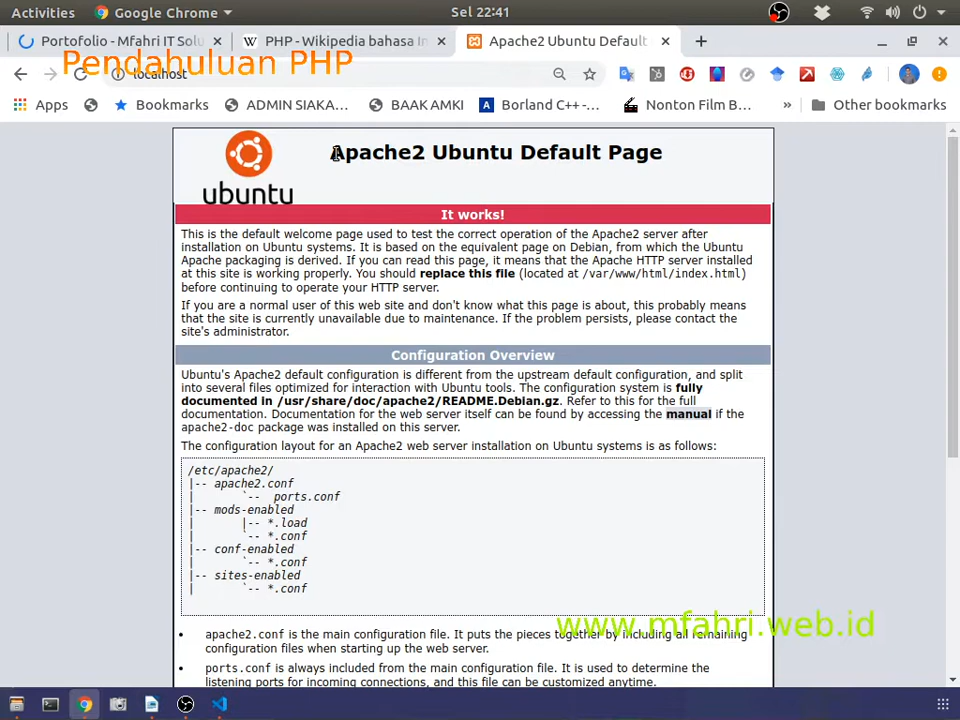 Activities
Google Chrome
Sel 22:41
Portofolio - Mfahri IT Solu
PHP - Wikipedia bahasa In
Apache2 Ubuntu Default
Pendahuluan PHP
localhost
Apps
Bookmarks
ADMIN SIAKA...
BAAK AMKI
Borland C++ -...
Nonton Film B...
»
Other bookmarks
ubuntu
Apache2 Ubuntu Default Page
It works!
This is the default welcome page used to test the correct operation of the Apache2 server after
installation on Ubuntu systems. It is based on the equivalent page on Debian, from which the Ubuntu
Apache packaging is derived. If you can read this page, it means that the Apache HTTP server installed
at this site is working properly. You should replace this file (located at /var/www/html/index.html)
before continuing to operate your HTTP server.
If you are a normal user of this web site and don't know what this page is about, this probably means
that the site is currently unavailable due to maintenance. If the problem persists, please contact the
site's administrator.
Configuration Overview
Ubuntu's Apache2 default configuration is different from the upstream default configuration, and split
into several files optimized for interaction with Ubuntu tools. The configuration system is fully
documented in /usr/share/doc/apache2/README.Debian.gz. Refer to this for the full
documentation. Documentation for the web server itself can be found by accessing the manual if the
apache2-doc package was installed on this server.
The configuration layout for an Apache2 web server installation on Ubuntu systems is as follows:
/etc/apache2/
|-- apache2.conf
|       `--  ports.conf
|-- mods-enabled
|       |-- *.load
|       `-- *.conf
|-- conf-enabled
|       `-- *.conf
|-- sites-enabled
|       `-- *.conf
www.mfahri.web.id
apache2.conf is the main configuration file. It puts the pieces together by including all remaining
configuration files when starting up the web server.
ports.conf is always included from the main configuration file. It is used to determine the
listening ports for incoming connections, and this file can be customized anytime.